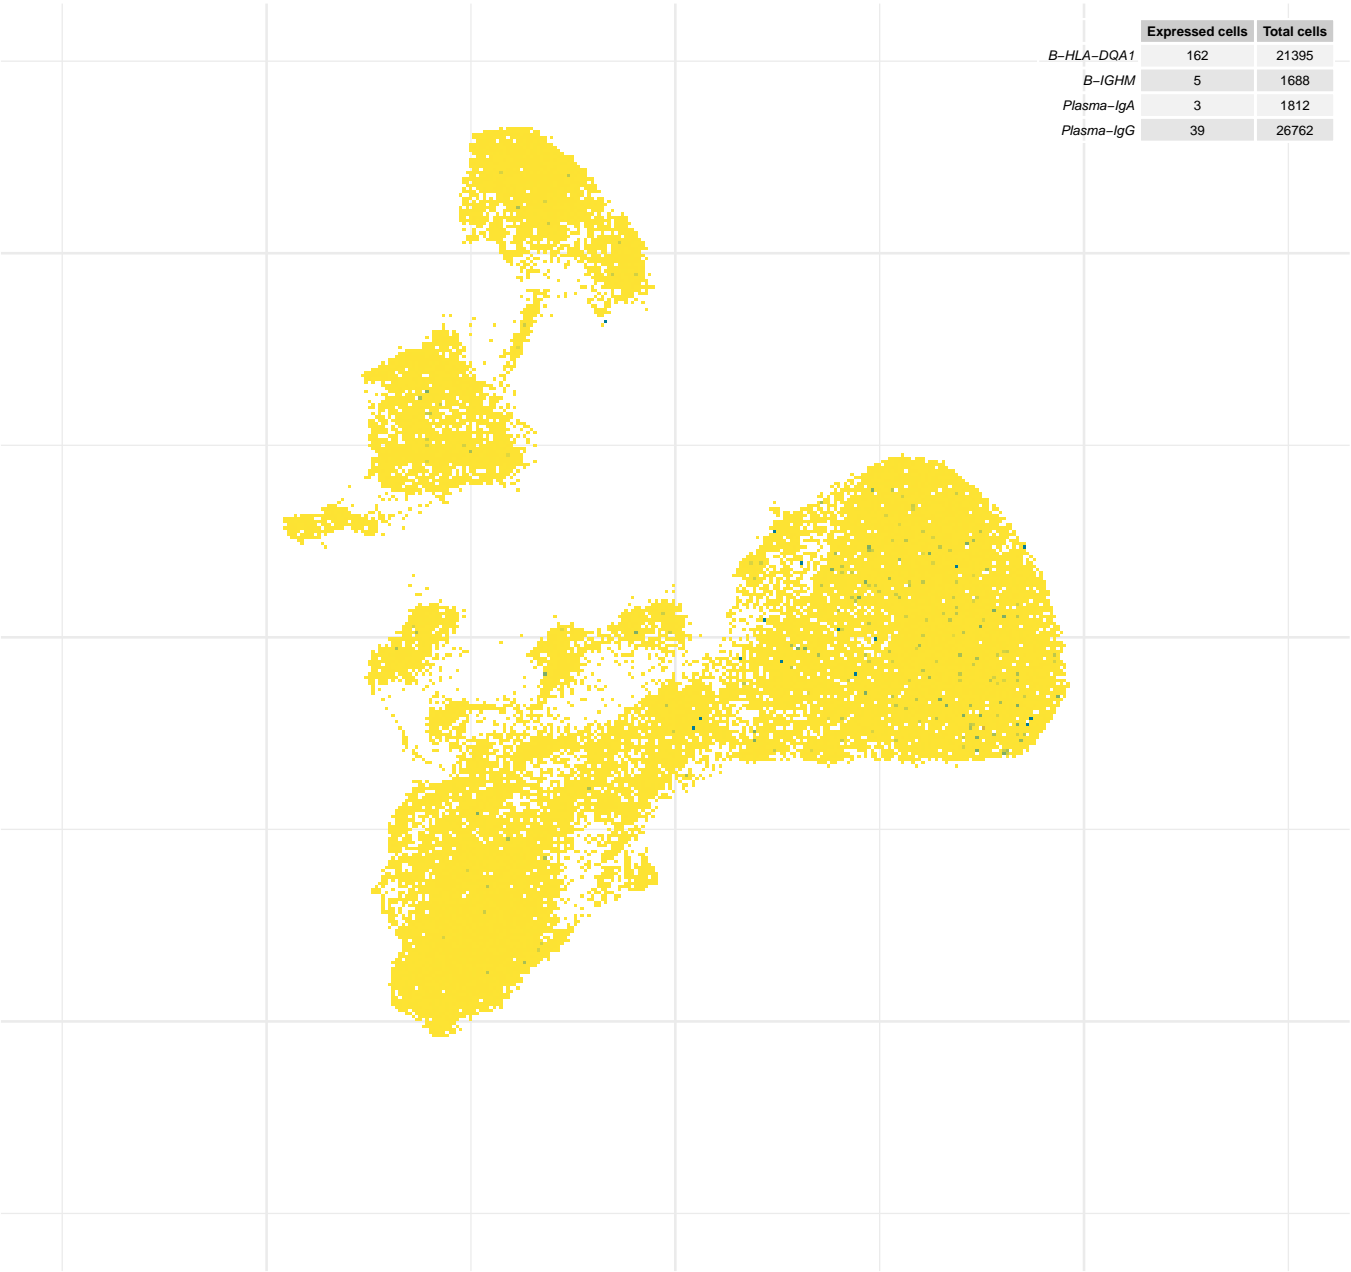 Expressed cells Total cells
B−HLA−DQA1 162 21395
B−IGHM 5 1688
Plasma−IgA 3 1812
Plasma−IgG 39 26762